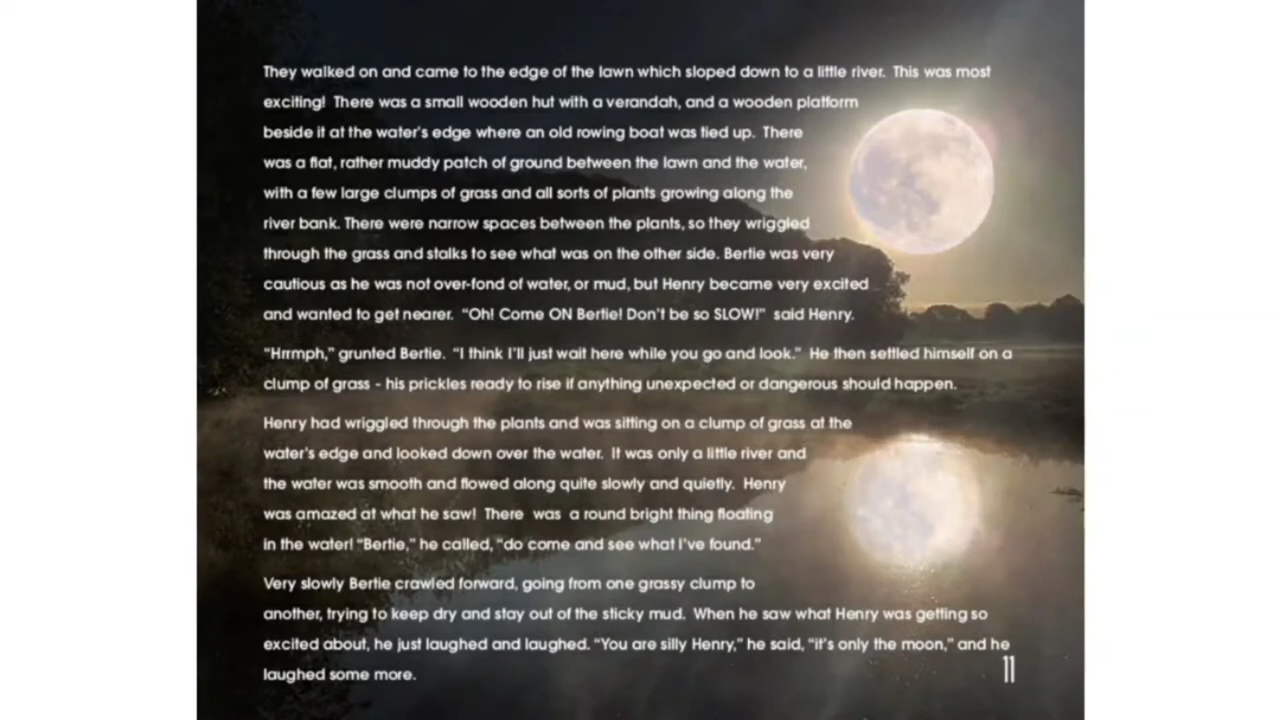 They walked on and came to the edge of the lawn which sloped down to a little river. This was most
exciting! There was a small wooden hut with a verandah, and a wooden platform
beside it at the water's edge where an old rowing boat was tied up. There
was a flat, rather muddy patch of ground between the lawn and the water,
with a few large clumps of grass and all sorts of plants growing along the
river bank. There were narrow spaces between the plants, so they wriggled
through the grass and stalks to see what was on the other side. Bertie was very
cautious as he was not over-fond of water, or mud, but Henry became very excited
and wanted to get nearer. "Oh! Come ON Bertie! Don't be so SLOW!" said Henry.
"Hrrmph," grunted Bertie. "I think I'll just wait here while you go and look." He then settled himself on a
clump of grass - his prickles ready to rise if anything unexpected or dangerous should happen.
Henry had wriggled through the plants and was sitting on a clump of grass at the
water's edge and looked down over the water. It was only a little river and
the water was smooth and flowed along quite slowly and quietly. Henry
was amazed at what he saw! There was a round bright thing floating
in the water! "Bertie," he called, "do come and see what I've found."
Very slowly Bertie crawled forward, going from one grassy clump to
another, trying to keep dry and stay out of the sticky mud. When he saw what Henry was getting so
excited about, he just laughed and laughed. "You are silly Henry," he said, "it's only the moon," and he
laughed some more.
11